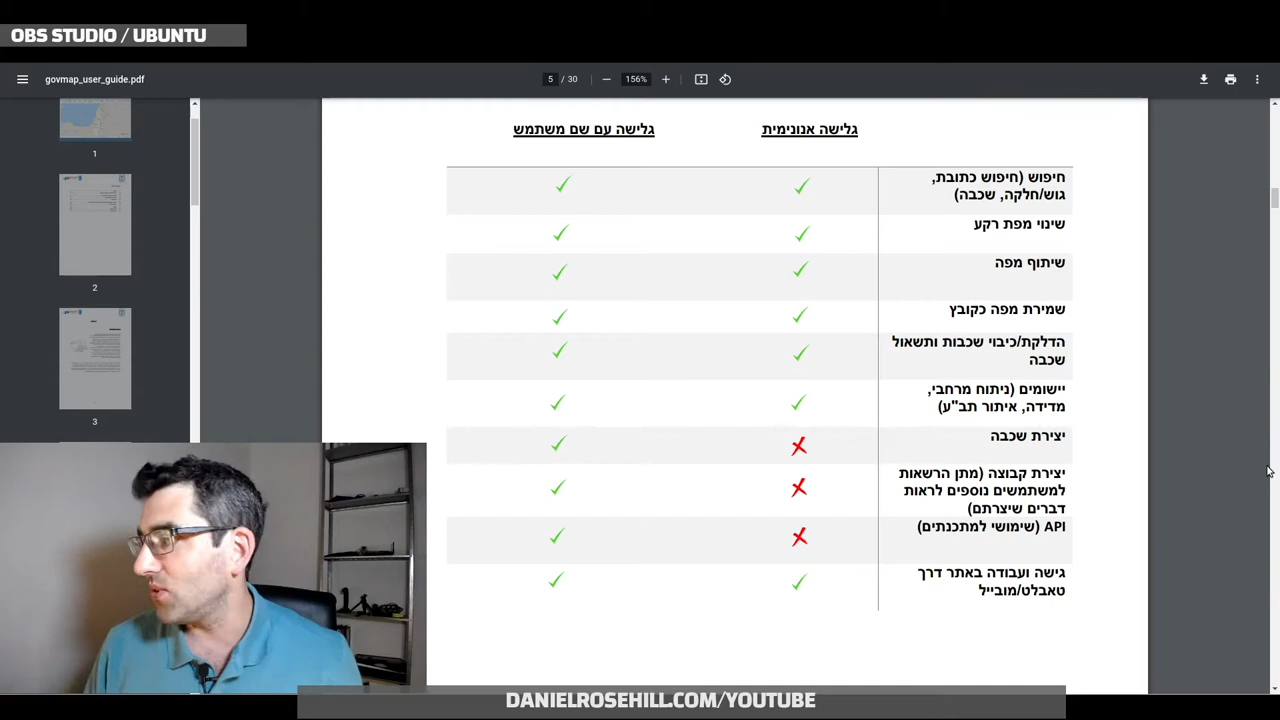 OBS STUDIO / UBUNTU
govmap_user_guide.pdf
5 / 30
156%
גלישה אנונימית
גלישה עם שם משתמש
חיפוש (חיפוש כתובת,
גוש/חלקה, שכבה)
שינוי מפת רקע
שיתוף מפה
שמירת מפה כקובץ
הדלקת/כיבוי שכבות ותשאול
שכבה
יישומים (ניתוח מרחבי,
מדידה, איתור תב"ע)
יצירת שכבה
יצירת קבוצה (מתן הרשאות
למשתמשים נוספים לראות
דברים שיצרתם)
API (שימושי למתכנתים)
גישה ועבודה באתר דרך
טאבלט/מובייל
1
2
3
DANIELROSEHILL.COM/YOUTUBE